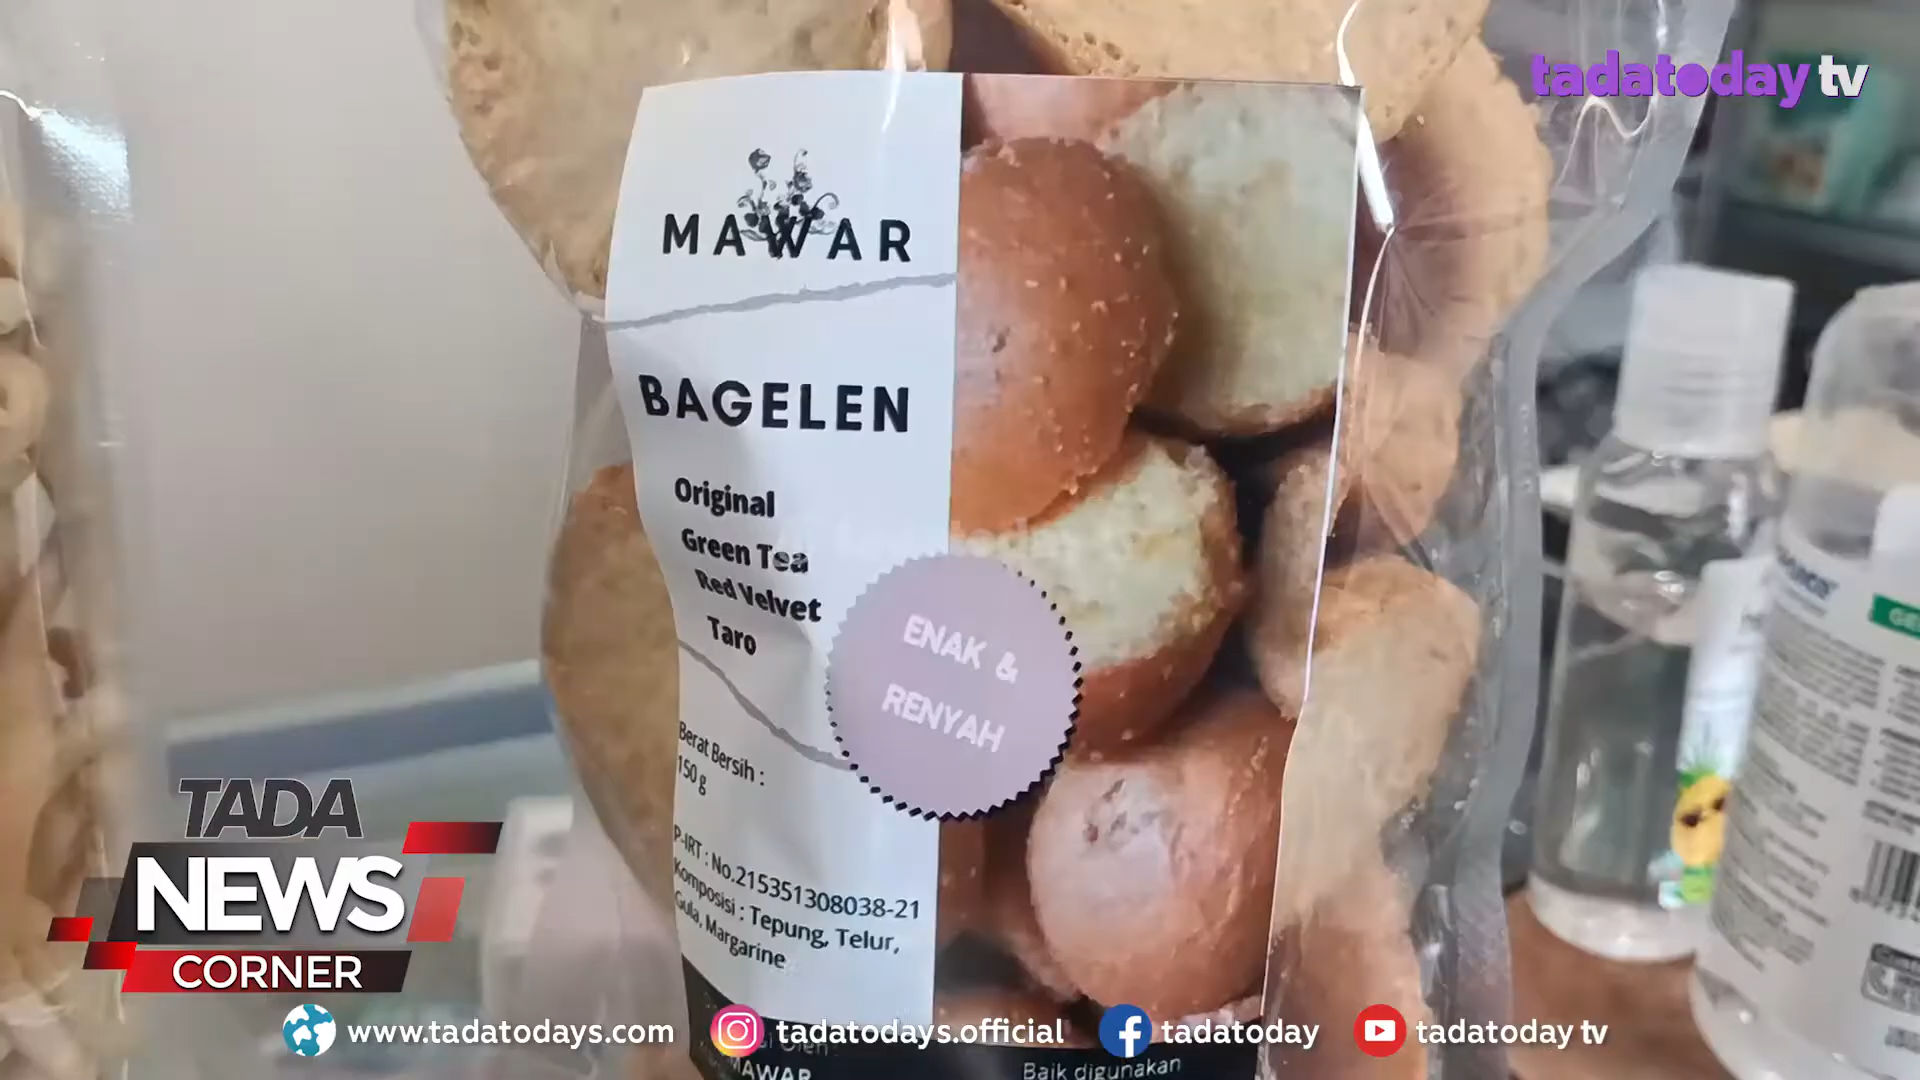 tadatoday tv
MAWAR
BAGELEN
Original
Green Tea
Red Velvet
Taro
ENAK &
RENYAH
Berat Bersih :
150 g
P-IRT : No.215351308038-21
Komposisi : Tepung, Telur,
Gula, Margarine
MAWAR
Baik digunakan
TADA
NEWS
CORNER
www.tadatodays.com
tadatodays.official
tadatoday
tadatoday tv